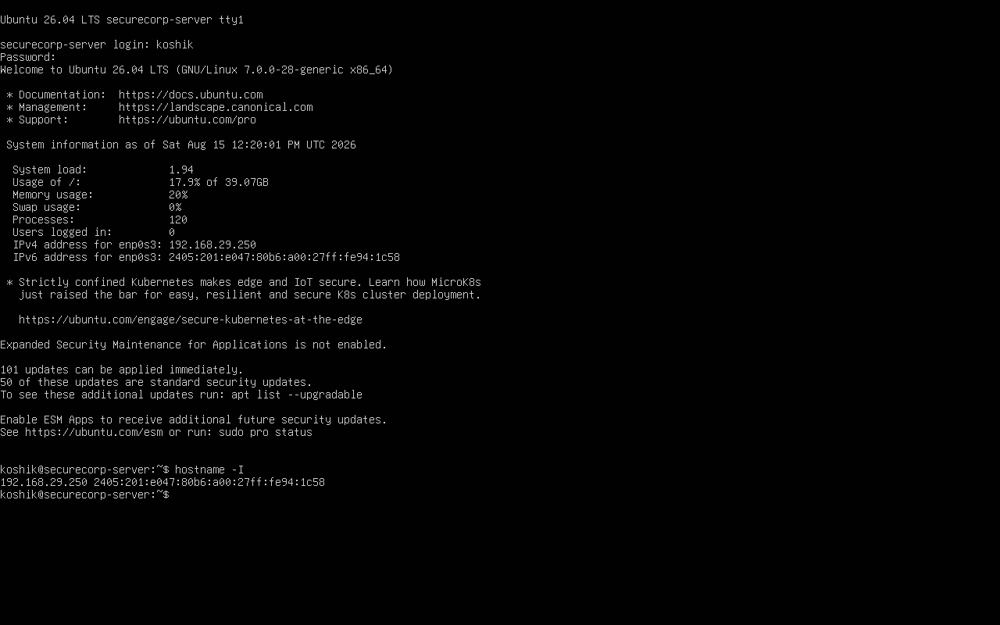 Ubuntu 26.04 LTS securecorp-server tty1
securecorp-server login: koshik
Password:
Welcome to Ubuntu 26.04 LTS (GNU/Linux 7.0.0-28-generic x86_64)
* Documentation:  https://docs.ubuntu.com
* Management:     https://landscape.canonical.com
* Support:        https://ubuntu.com/pro
System information as of Sat Aug 15 12:20:01 PM UTC 2026
System load:             1.94
Usage of /:              17.9% of 39.07GB
Memory usage:            20%
Swap usage:              0%
Processes:               120
Users logged in:         0
IPv4 address for enp0s3: 192.168.29.250
IPv6 address for enp0s3: 2405:201:e047:80b6:a00:27ff:fe94:1c58
* Strictly confined Kubernetes makes edge and IoT secure. Learn how MicroK8s
just raised the bar for easy, resilient and secure K8s cluster deployment.
https://ubuntu.com/engage/secure-kubernetes-at-the-edge
Expanded Security Maintenance for Applications is not enabled.
101 updates can be applied immediately.
50 of these updates are standard security updates.
To see these additional updates run: apt list --upgradable
Enable ESM Apps to receive additional future security updates.
See https://ubuntu.com/esm or run: sudo pro status
koshik@securecorp-server:~$ hostname -I
192.168.29.250 2405:201:e047:80b6:a00:27ff:fe94:1c58
koshik@securecorp-server:~$